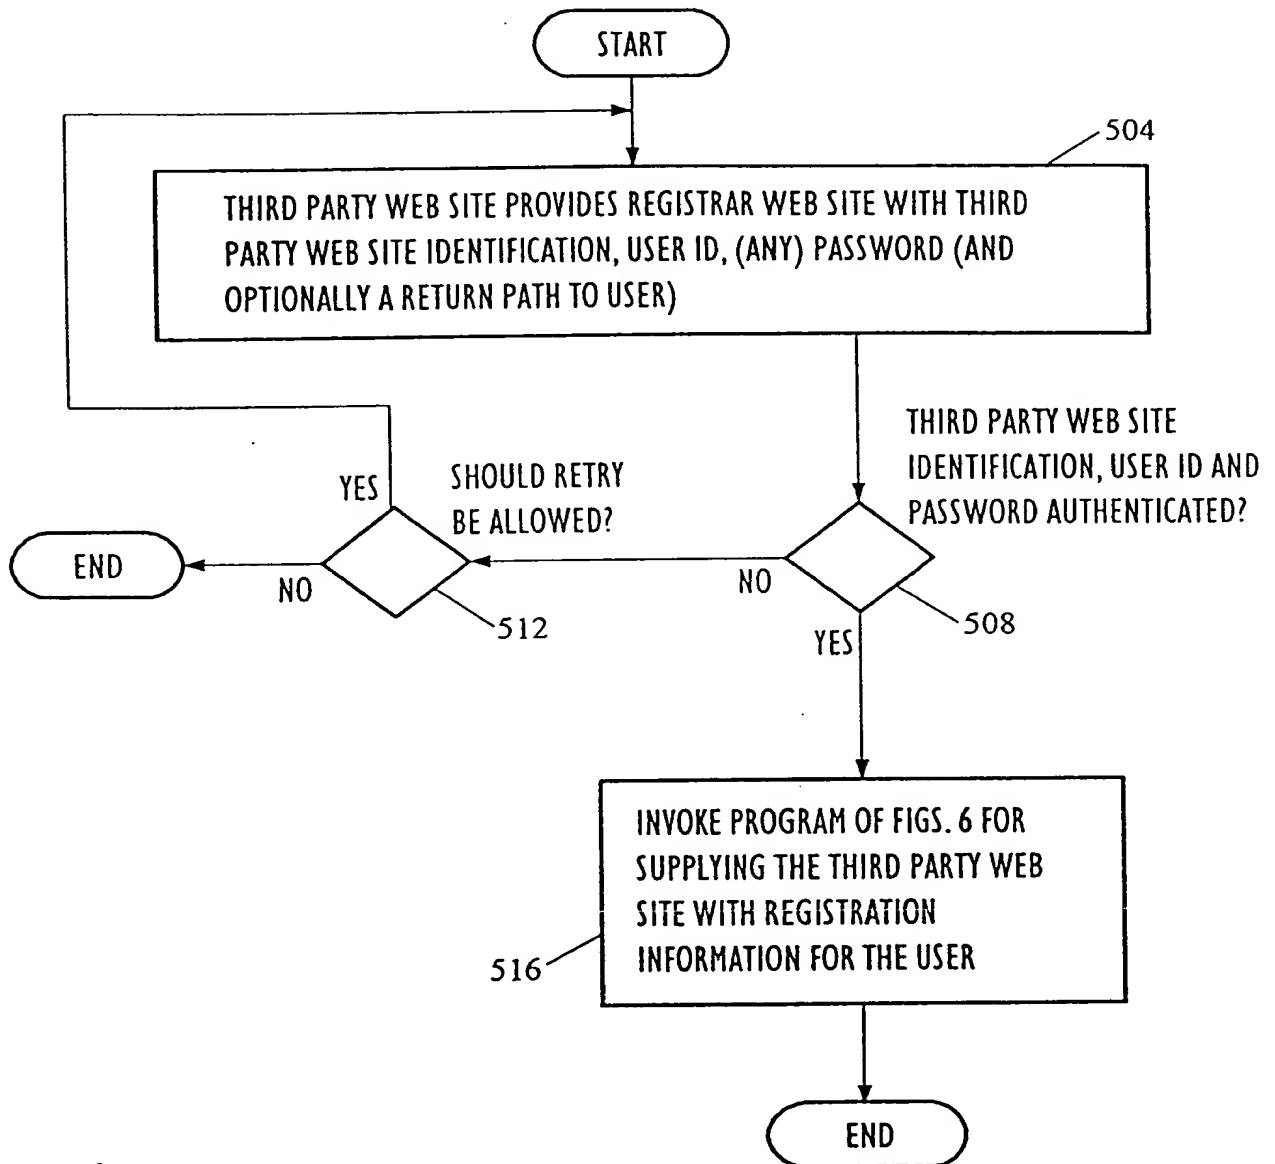 START
504
THIRD PARTY WEB SITE PROVIDES REGISTRAR WEB SITE WITH THIRD
PARTY WEB SITE IDENTIFICATION, USER ID, (ANY) PASSWORD (AND
OPTIONALLY A RETURN PATH TO USER)
THIRD PARTY WEB SITE
IDENTIFICATION, USER ID AND
PASSWORD AUTHENTICATED?
SHOULD RETRY
BE ALLOWED?
YES
END
NO
512
NO
508
YES
INVOKE PROGRAM OF FIGS. 6 FOR
SUPPLYING THE THIRD PARTY WEB
SITE WITH REGISTRATION
INFORMATION FOR THE USER
516
END